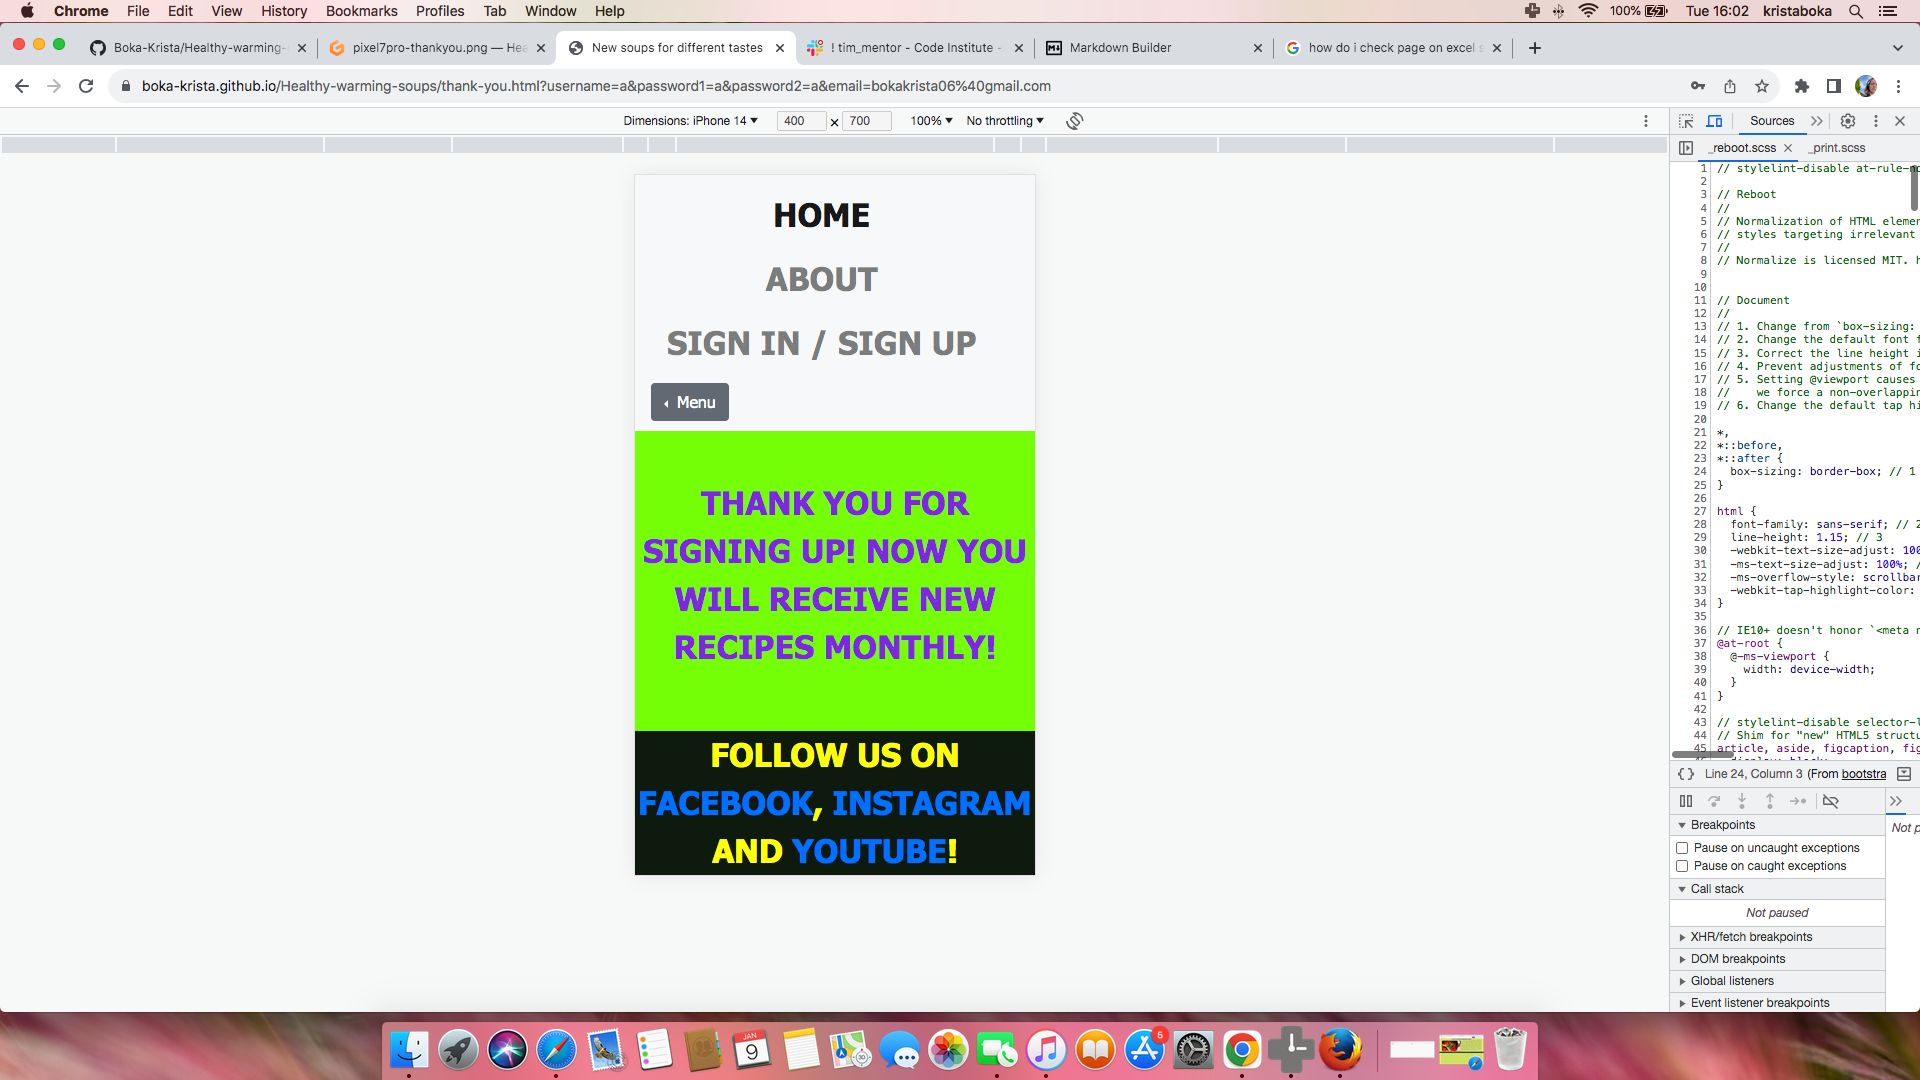 Chrome File Edit View History Bookmarks Profiles Tab Window Help 100% Tue 16:02 kristaboka
Boka-Krista/Healthy-warming- pixel7pro-thankyou.png — Hea New soups for different tastes ! tim_mentor - Code Institute - Markdown Builder how do i check page on excel s
boka-krista.github.io/Healthy-warming-soups/thank-you.html?username=a&password1=a&password2=a&email=bokakrista06%40gmail.com
Dimensions: iPhone 14 400 × 700 100% No throttling
Sources
_reboot.scss _print.scss
HOME
ABOUT
SIGN IN / SIGN UP
Menu
THANK YOU FOR
SIGNING UP! NOW YOU
WILL RECEIVE NEW
RECIPES MONTHLY!
FOLLOW US ON
FACEBOOK, INSTAGRAM
AND YOUTUBE!
1 // stylelint-disable at-rule-no
2
3 // Reboot
4 //
5 // Normalization of HTML elemen
6 // styles targeting irrelevant
7 //
8 // Normalize is licensed MIT. h
9
10
11 // Document
12 //
13 // 1. Change from `box-sizing:
14 // 2. Change the default font f
15 // 3. Correct the line height i
16 // 4. Prevent adjustments of fo
17 // 5. Setting @viewport causes
18 // we force a non-overlappin
19 // 6. Change the default tap hi
20
21 *,
22 *::before,
23 *::after {
24 box-sizing: border-box; // 1
25 }
26
27 html {
28 font-family: sans-serif; // 2
29 line-height: 1.15; // 3
30 -webkit-text-size-adjust: 100
31 -ms-text-size-adjust: 100%; /
32 -ms-overflow-style: scrollbar
33 -webkit-tap-highlight-color:
34 }
35
36 // IE10+ doesn't honor `<meta n
37 @at-root {
38 @-ms-viewport {
39 width: device-width;
40 }
41 }
42
43 // stylelint-disable selector-l
44 // Shim for "new" HTML5 structu
45 article, aside, figcaption, fig
{} Line 24, Column 3 (From bootstra
Breakpoints
Not p
Pause on uncaught exceptions
Pause on caught exceptions
Call stack
Not paused
XHR/fetch breakpoints
DOM breakpoints
Global listeners
Event listener breakpoints
JAN
9
3D
5